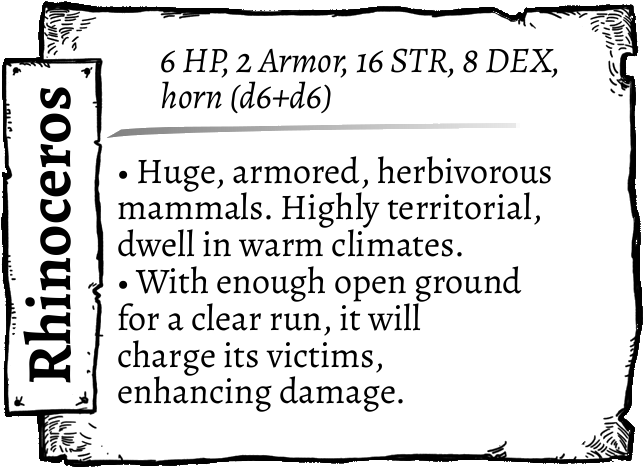 Rhinoceros
6 HP, 2 Armor, 16 STR, 8 DEX,
horn (d6+d6)
• Huge, armored, herbivorous
mammals. Highly territorial,
dwell in warm climates.
• With enough open ground
for a clear run, it will
charge its victims,
enhancing damage.